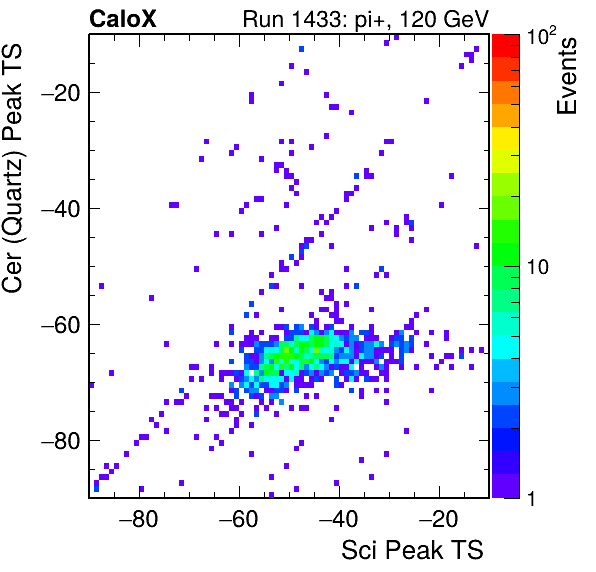 CaloX Run 1433: pi+, 120 GeV
Cer (Quartz) Peak TS
−20
−40
−60
−80
−80 −60 −40 −20
Sci Peak TS
10²
10
1
Events